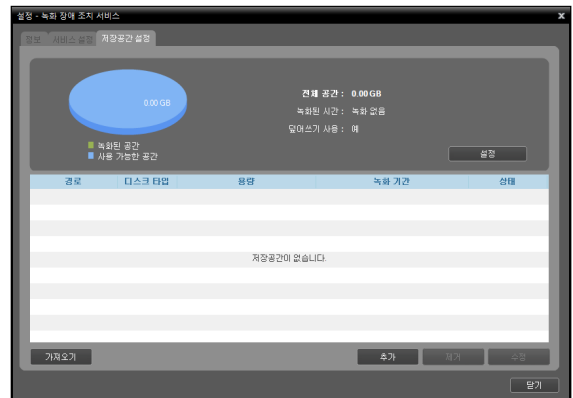 설정 - 녹화 장애 조치 서비스
x
정보 서비스 설정 저장공간 설정
0.00 GB
전체 공간 : 0.00 GB
녹화된 시간 : 녹화 없음
덮어쓰기 사용 : 예
녹화된 공간
사용 가능한 공간
설정
경로 디스크 타입 용량 녹화 기간 상태
저장공간이 없습니다.
가져오기 추가 제거 수정
닫기